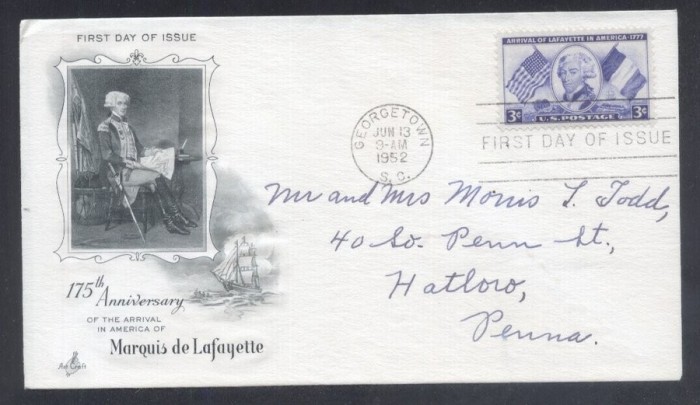 FIRST DAY OF ISSUE
ARRIVAL OF LAFAYETTE IN AMERICA-1777
3¢ 3¢
U.S. POSTAGE
GEORGETOWN
JUN 13
9-AM
1952
S. C.
FIRST DAY OF ISSUE
Mr and Mrs Morris L. Todd,
40 So. Penn St.,
Hatboro,
Penna.
175th
Anniversary
OF THE ARRIVAL
IN AMERICA OF
Marquis de Lafayette
Art Craft